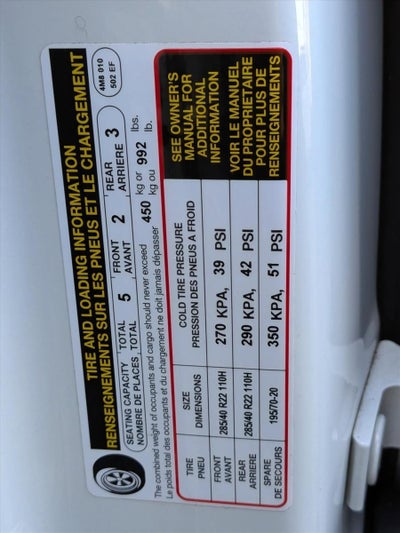 TIRE AND LOADING INFORMATION
RENSEIGNEMENTS SUR LES PNEUS ET LE CHARGEMENT
4M8 010
502 EF
SEATING CAPACITY TOTAL 5 FRONT 2 REAR 3
NOMBRE DE PLACES TOTAL AVANT ARRIERE
The combined weight of occupants and cargo should never exceed 450 kg or 992 lbs.
Le poids total des occupants et du chargement ne doit jamais dépasser kg ou lb.
TIRE SIZE COLD TIRE PRESSURE
PNEU DIMENSIONS PRESSION DES PNEUS A FROID
FRONT 285/40 R22 110H 270 KPA, 39 PSI
AVANT
REAR 285/40 R22 110H 290 KPA, 42 PSI
ARRIERE
SPARE 195/70-20 350 KPA, 51 PSI
DE SECOURS
SEE OWNER'S
MANUAL FOR
ADDITIONAL
INFORMATION
VOIR LE MANUEL
DU PROPRIETAIRE
POUR PLUS DE
RENSEIGNEMENTS